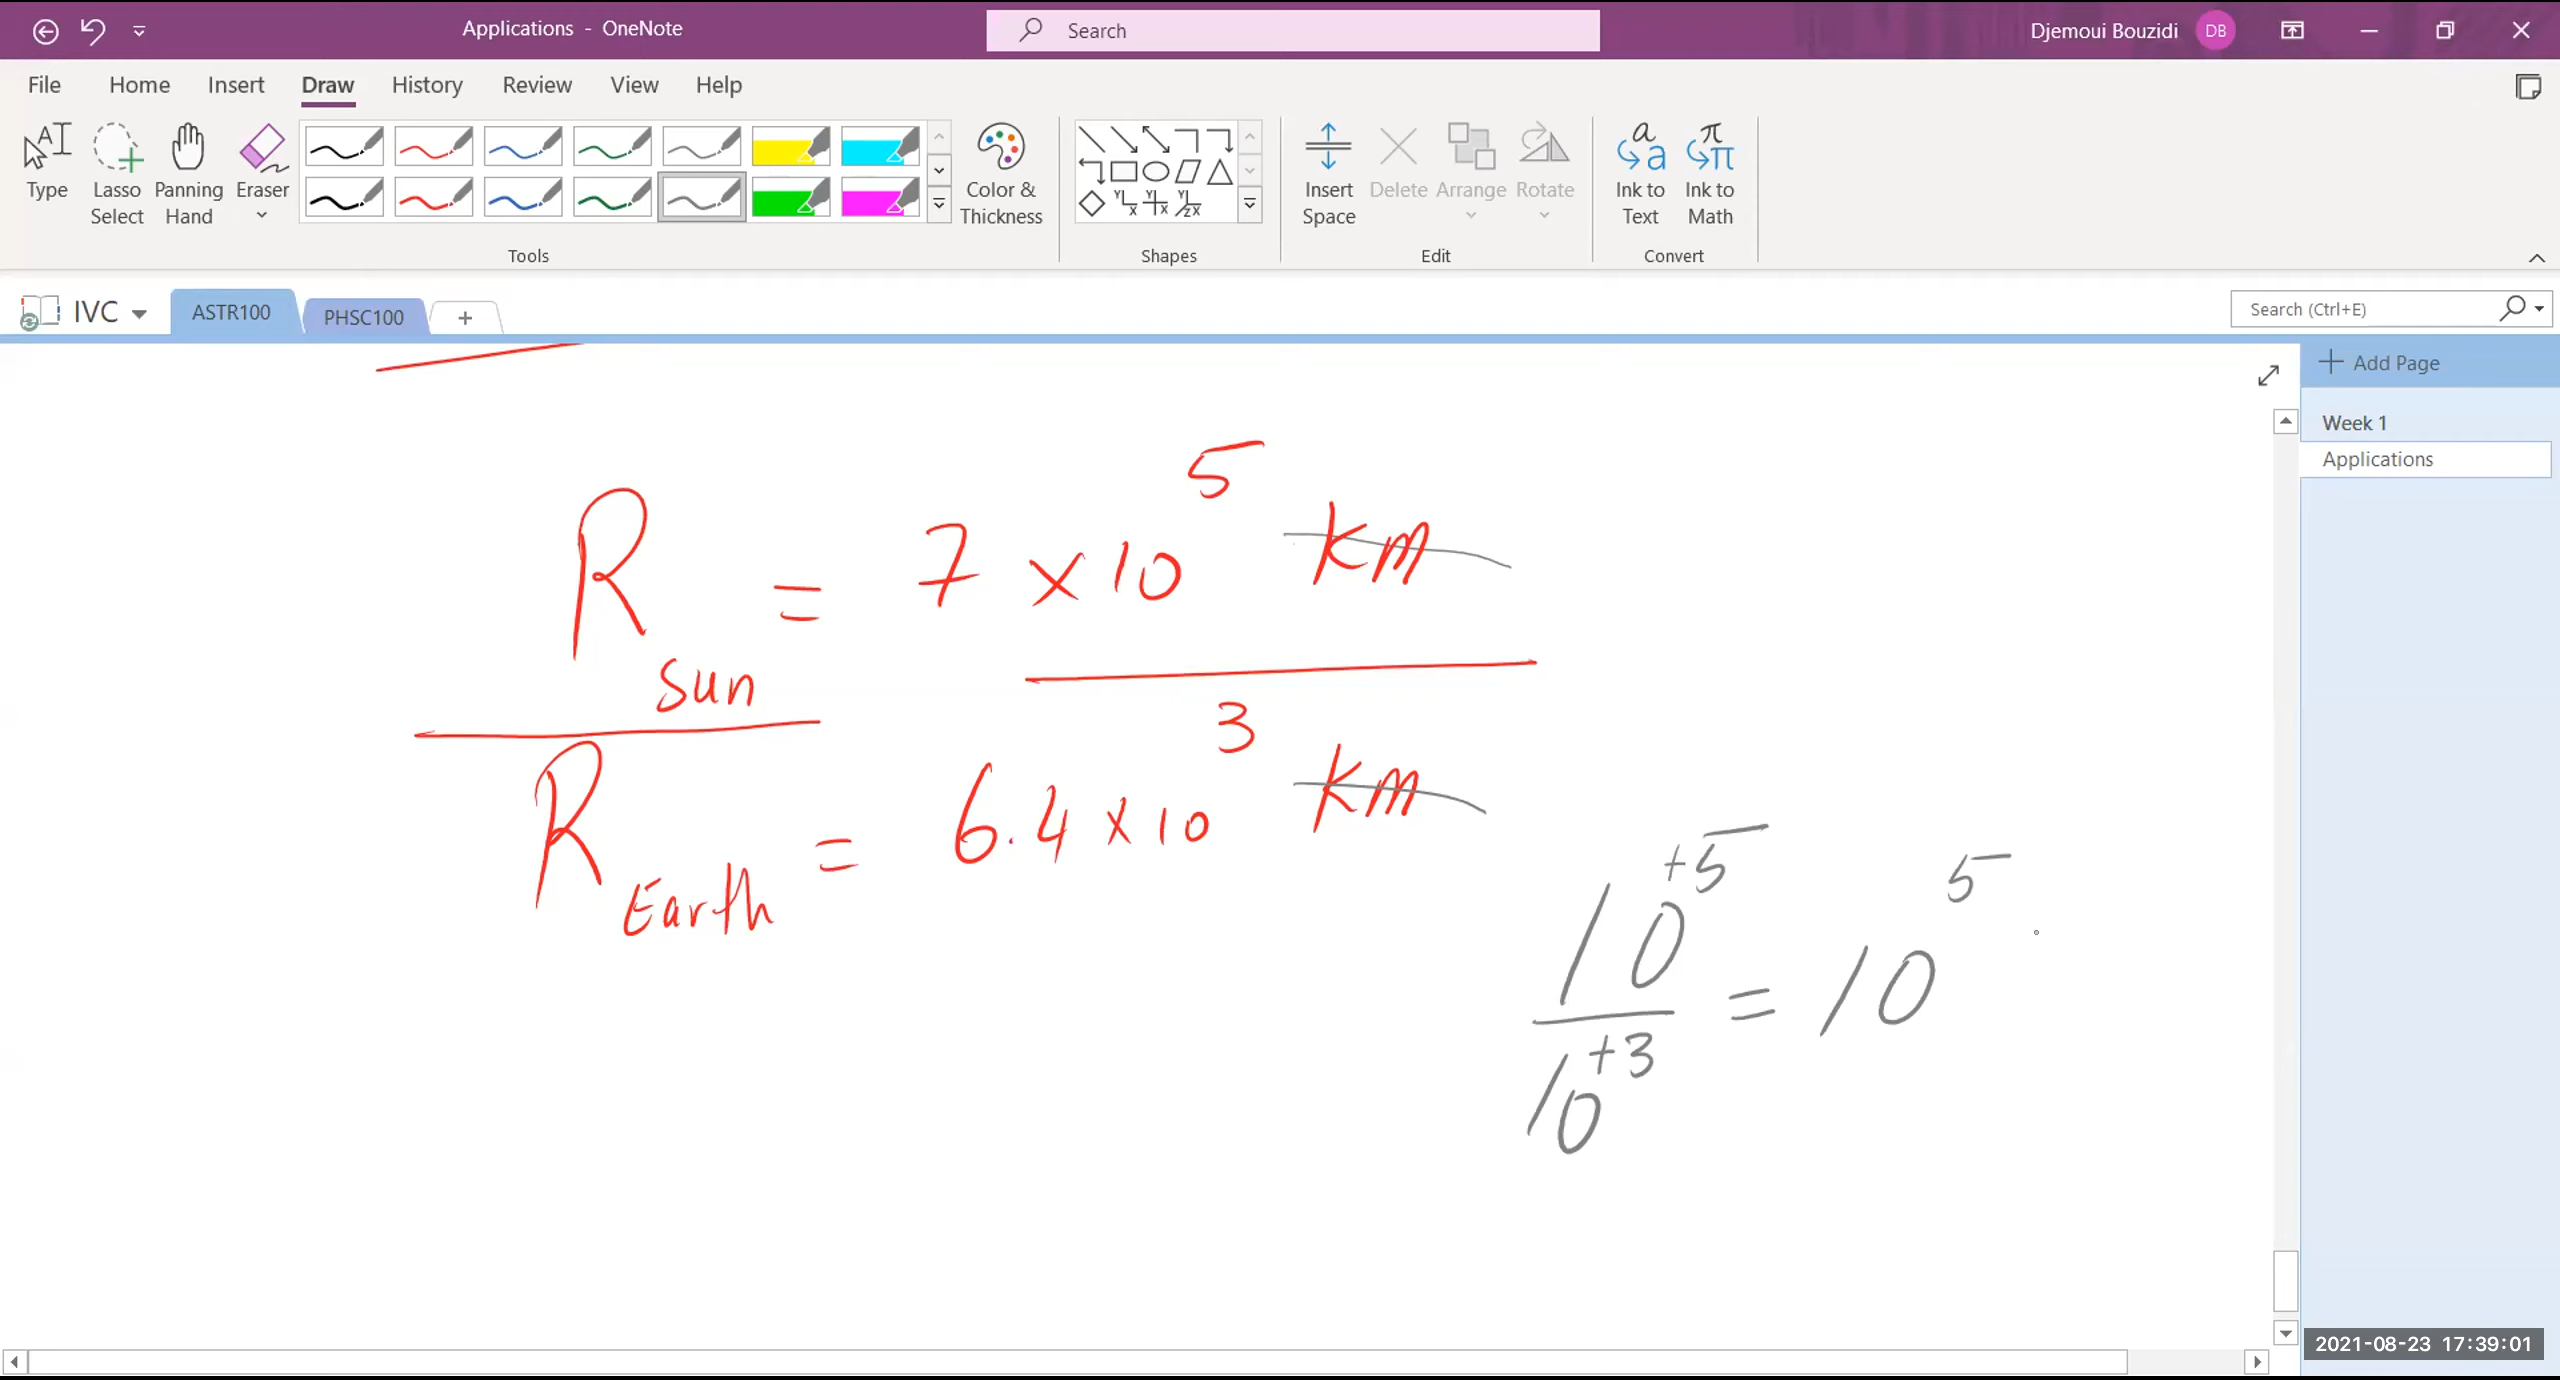 Applications - OneNote
Search
Djemoui Bouzidi DB
File Home Insert Draw History Review View Help
Type
Lasso Select
Panning Hand
Eraser
Color & Thickness
Insert Space
Delete
Arrange
Rotate
Ink to Text
Ink to Math
Tools
Shapes
Edit
Convert
IVC
ASTR100
PHSC100
+
Search (Ctrl+E)
Add Page
Week 1
Applications
R sun = 7 × 10^5 km
R Earth = 6.4 × 10^3 km
10^+5 / 10^+3 = 10^5
2021-08-23 17:39:01